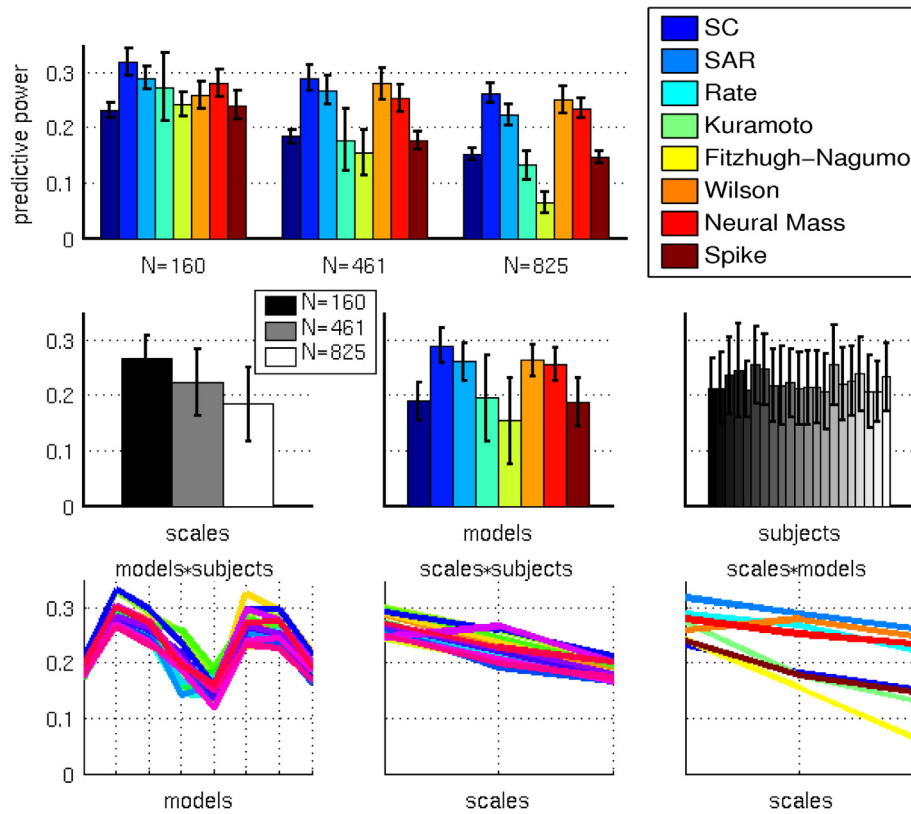 predictive power
0.3
0.2
0.1
0
N=160
N=461
N=825
SC
SAR
Rate
Kuramoto
Fitzhugh-Nagumo
Wilson
Neural Mass
Spike
0.3
0.2
0.1
0
N=160
N=461
N=825
scales
models
subjects
models*subjects
scales*subjects
scales*models
0.3
0.2
0.1
0
models
scales
scales